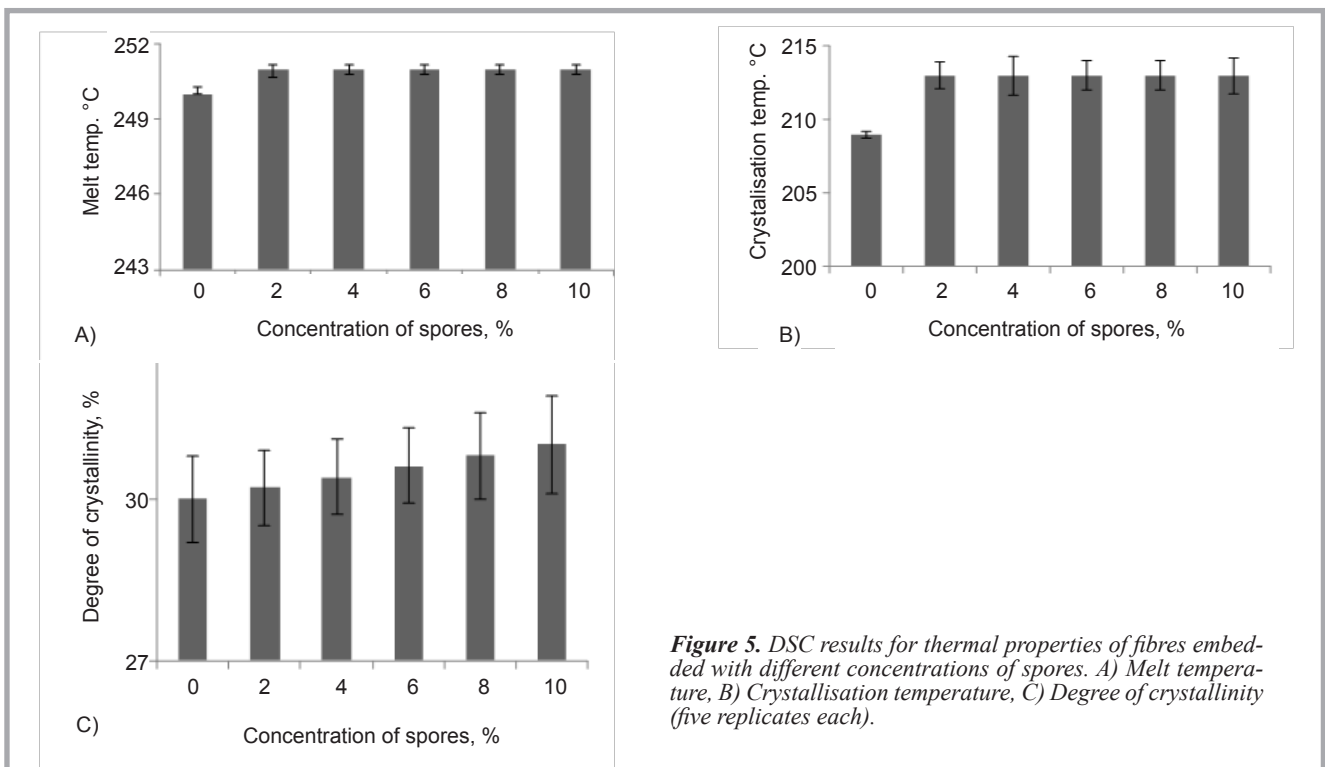 252
249
246
243
Melt temp. °C
0 2 4 6 8 10
Concentration of spores, %
A)
215
210
205
200
Crystalisation temp. °C
0 2 4 6 8 10
Concentration of spores, %
B)
30
27
Degree of crystallinity, %
0 2 4 6 8 10
Concentration of spores, %
C)
Figure 5. DSC results for thermal properties of fibres embed-
ded with different concentrations of spores. A) Melt tempera-
ture, B) Crystallisation temperature, C) Degree of crystallinity
(five replicates each).